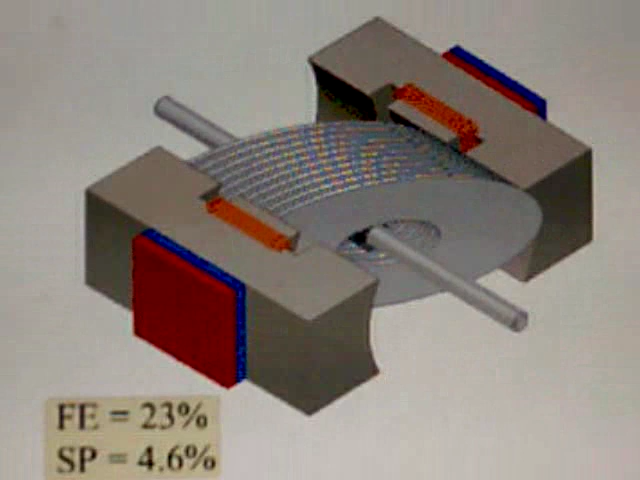 FE = 23%
SP = 4.6%